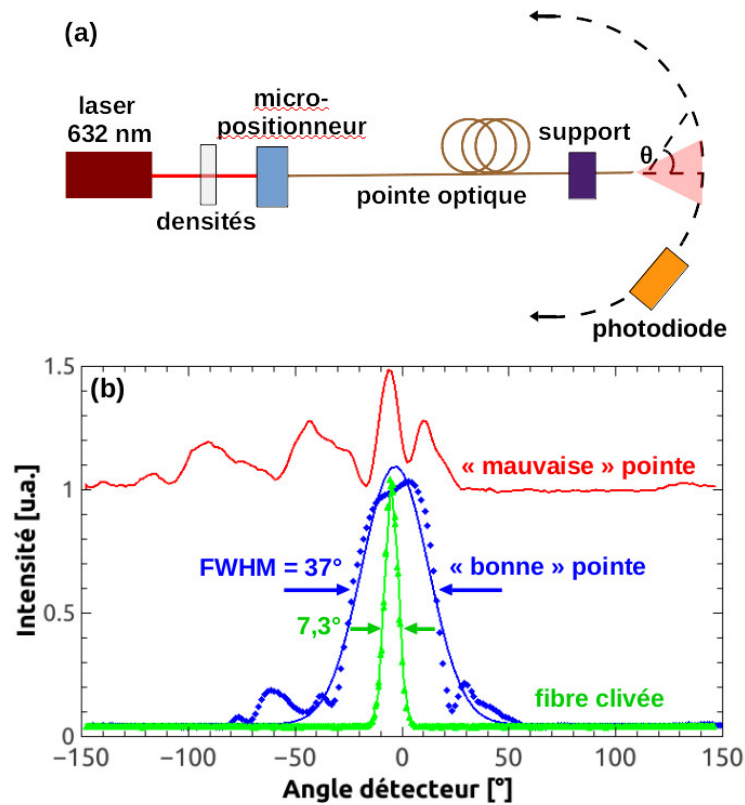 (a)
laser
632 nm
micro-
positionneur
support
θ
densités
pointe optique
photodiode
(b)
1.5
1
0.5
0
Intensité [u.a.]
« mauvaise » pointe
FWHM = 37°
« bonne » pointe
7,3°
fibre clivée
−150
−100
−50
0
50
100
150
Angle détecteur [°]